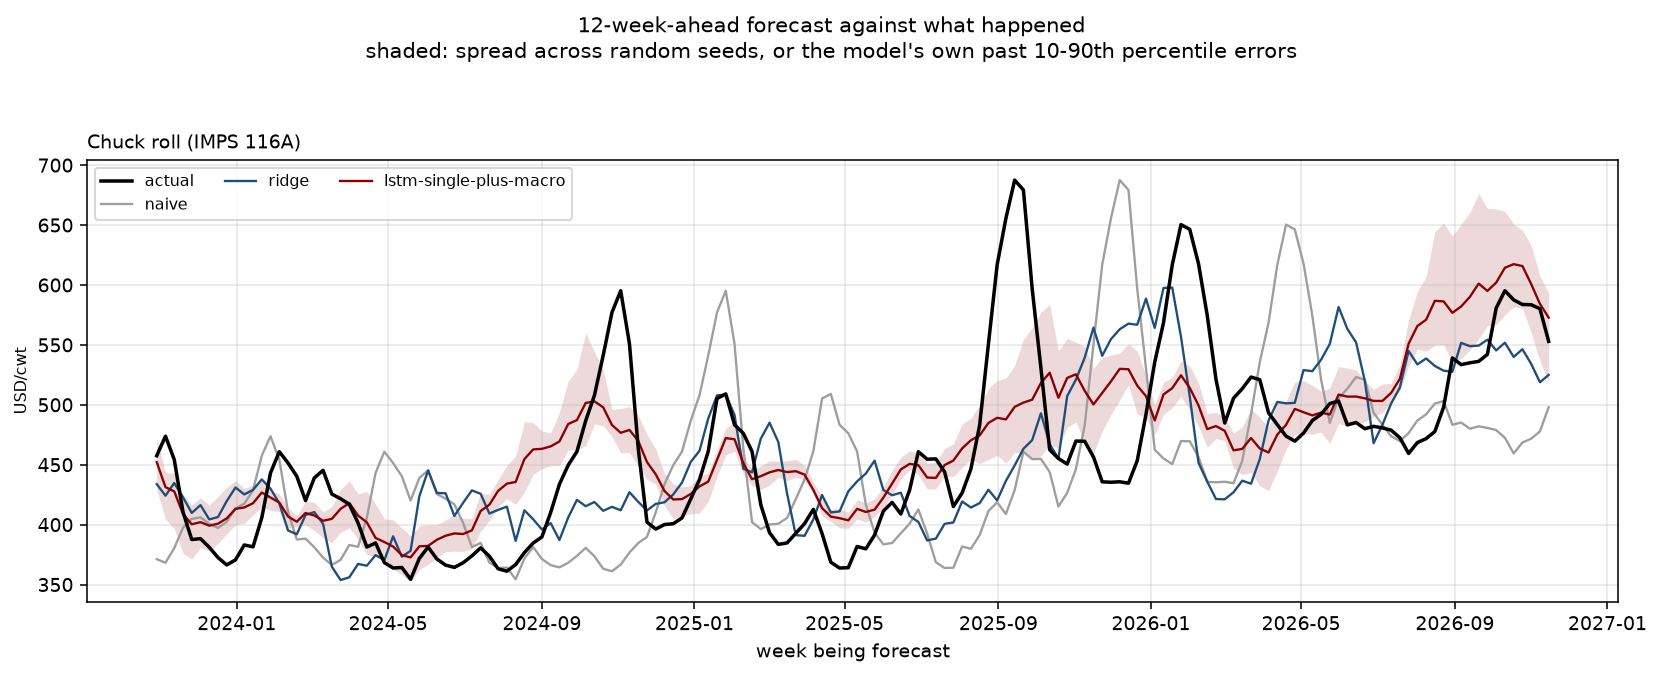 12-week-ahead forecast against what happened
shaded: spread across random seeds, or the model's own past 10-90th percentile errors
Chuck roll (IMPS 116A)
actual
ridge
lstm-single-plus-macro
naive
700
650
600
550
500
450
400
350
USD/cwt
2024-01
2024-05
2024-09
2025-01
2025-05
2025-09
2026-01
2026-05
2026-09
2027-01
week being forecast